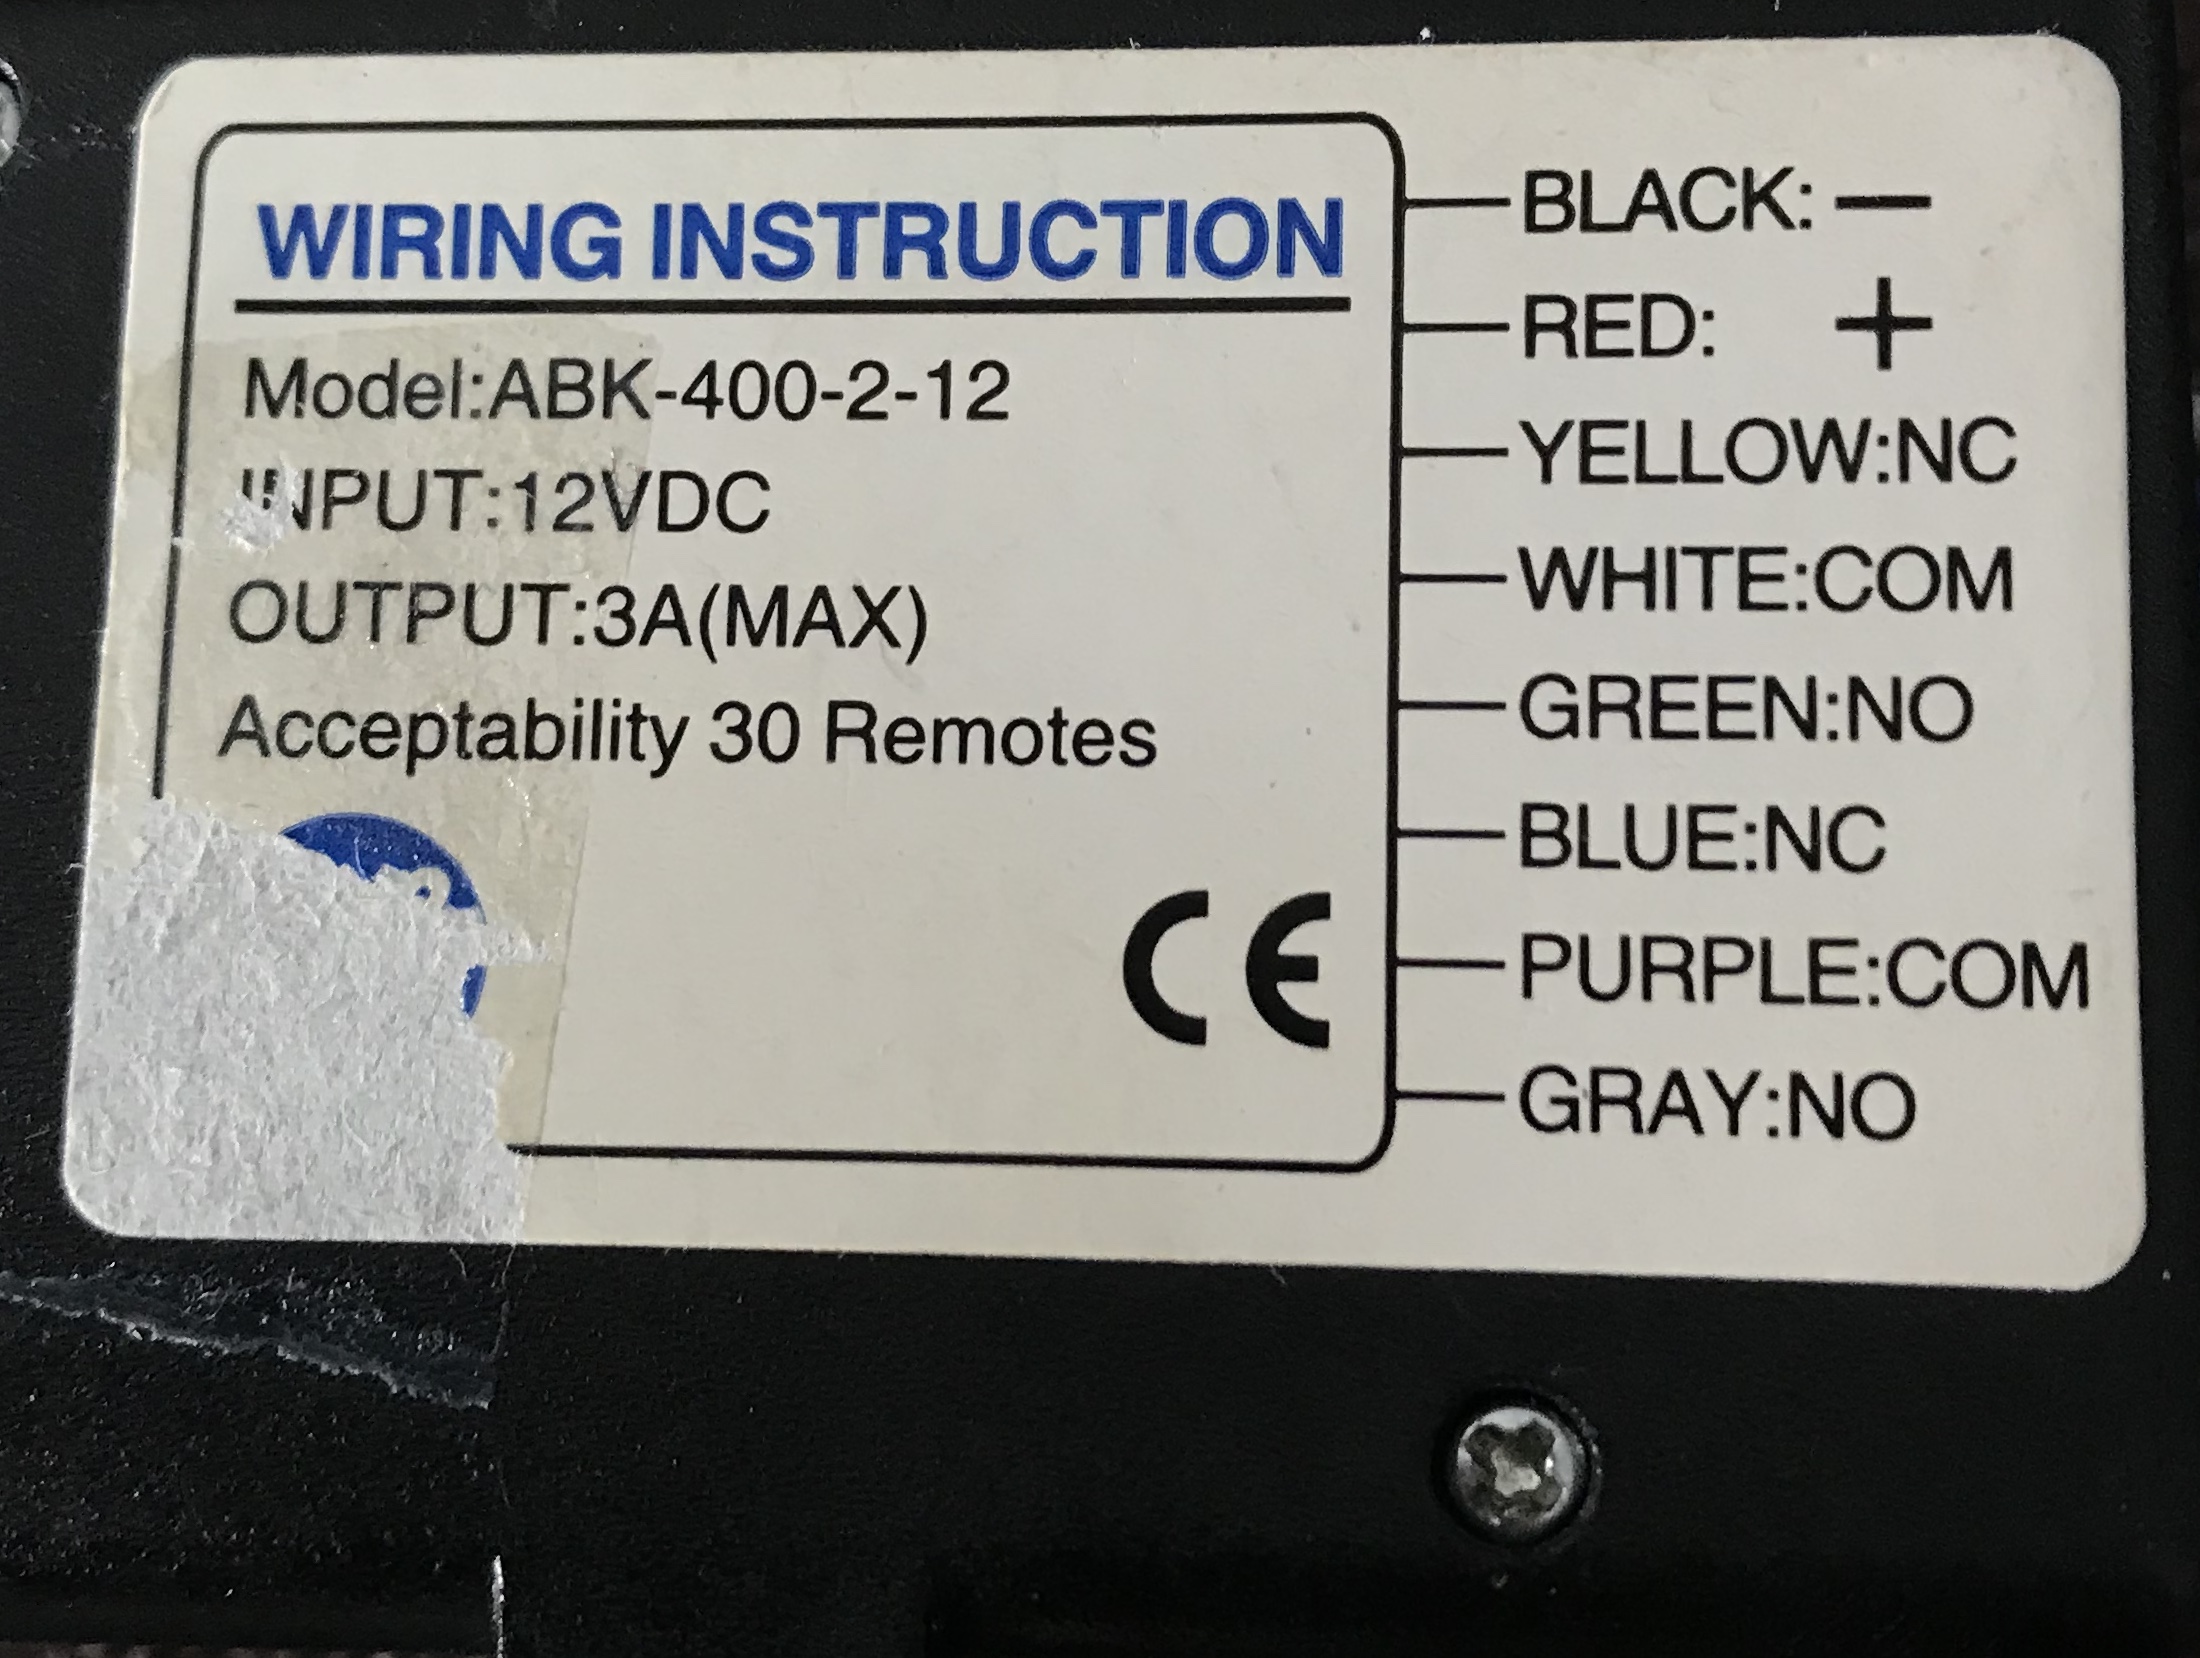 WIRING INSTRUCTION
Model:ABK-400-2-12
INPUT:12VDC
OUTPUT:3A(MAX)
Acceptability 30 Remotes
CE
BLACK: —
RED: +
YELLOW:NC
WHITE:COM
GREEN:NO
BLUE:NC
PURPLE:COM
GRAY:NO